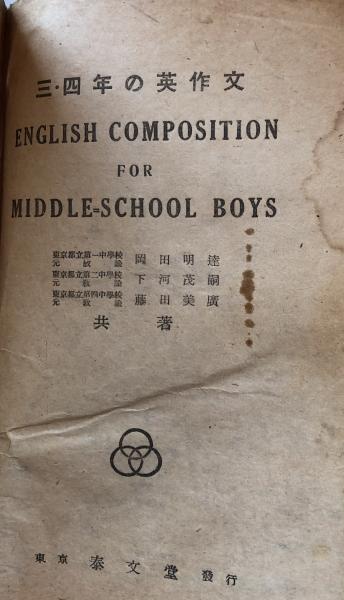 三・四年の英作文
ENGLISH COMPOSITION
FOR
MIDDLE=SCHOOL BOYS
東京都立第一中學校
元教諭 岡田明達
東京都立第二中學校
元教諭 下河茂嗣
東京都立第四中學校
元教諭 藤田美廣
共著
東京 泰文堂 發行